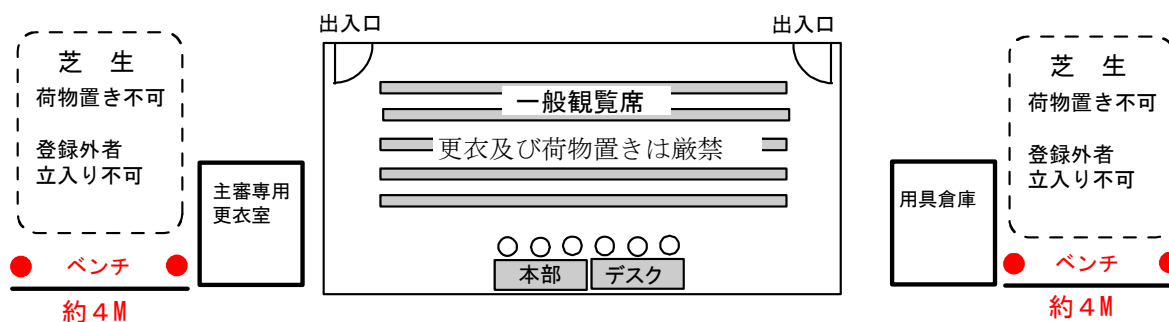 出入口
出入口
芝　生
荷物置き不可
登録外者
立入り不可
主審専用
更衣室
ベンチ
約４M
一般観覧席
更衣及び荷物置きは厳禁
本部
デスク
用具倉庫
芝　生
荷物置き不可
登録外者
立入り不可
ベンチ
約４M